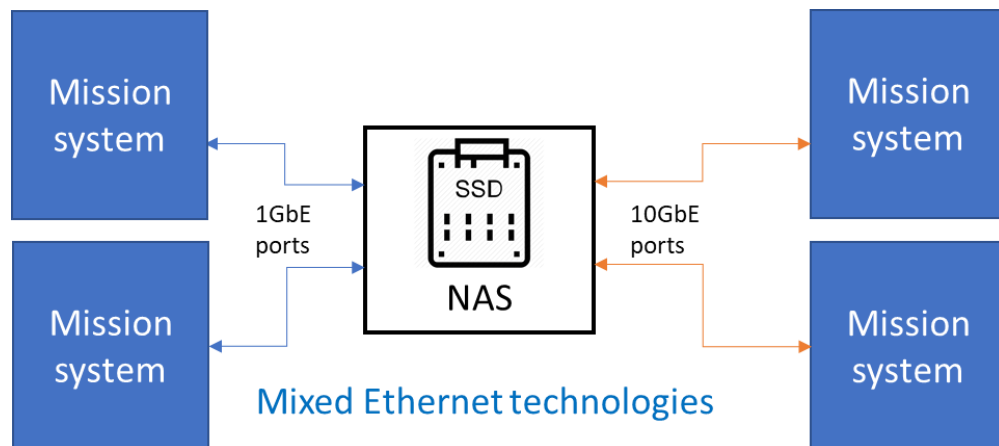 Mission
system
Mission
system
1GbE
ports
SSD
NAS
10GbE
ports
Mission
system
Mission
system
Mixed Ethernet technologies